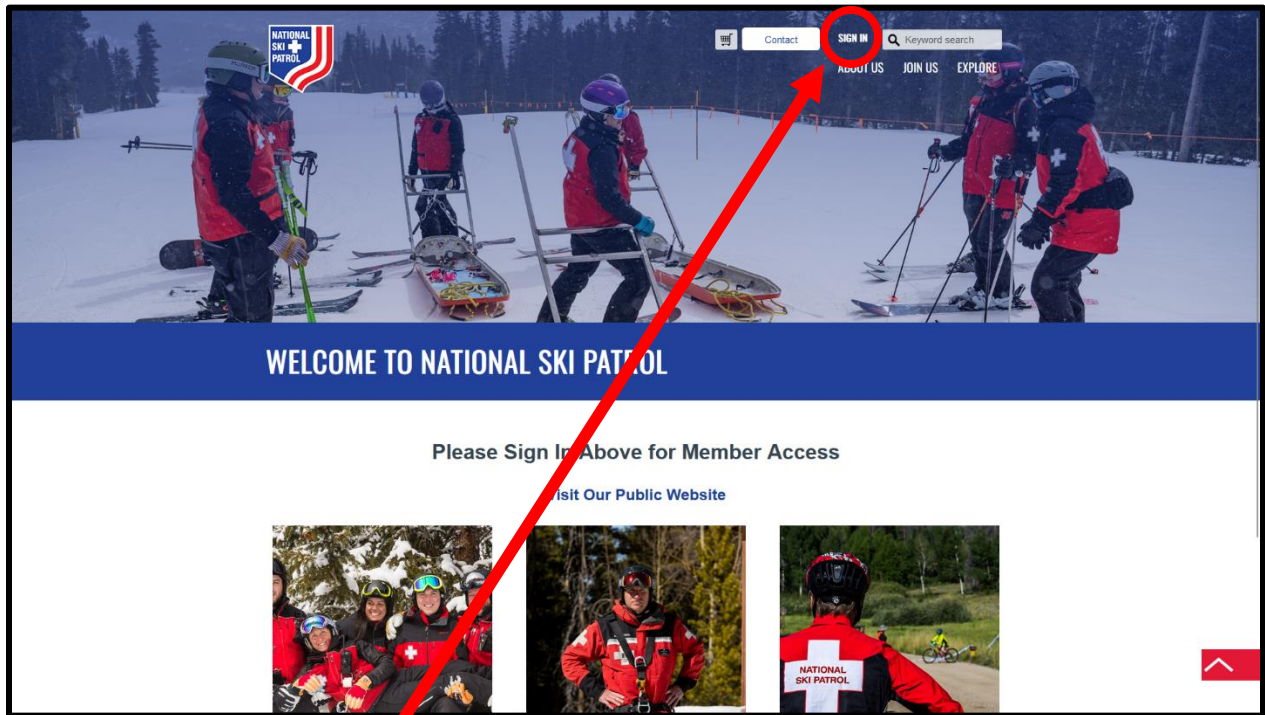 NATIONAL
SKI
PATROL
Contact
SIGN IN
Keyword search
ABOUT US JOIN US EXPLORE
WELCOME TO NATIONAL SKI PATROL
Please Sign In Above for Member Access
Visit Our Public Website
NATIONAL
SKI PATROL